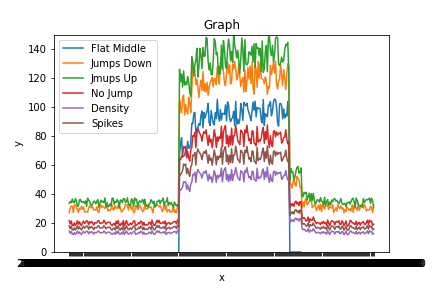 Graph
Flat Middle
Jumps Down
Jmups Up
No Jump
Density
Spikes
140
120
100
80
60
40
20
0
y
x